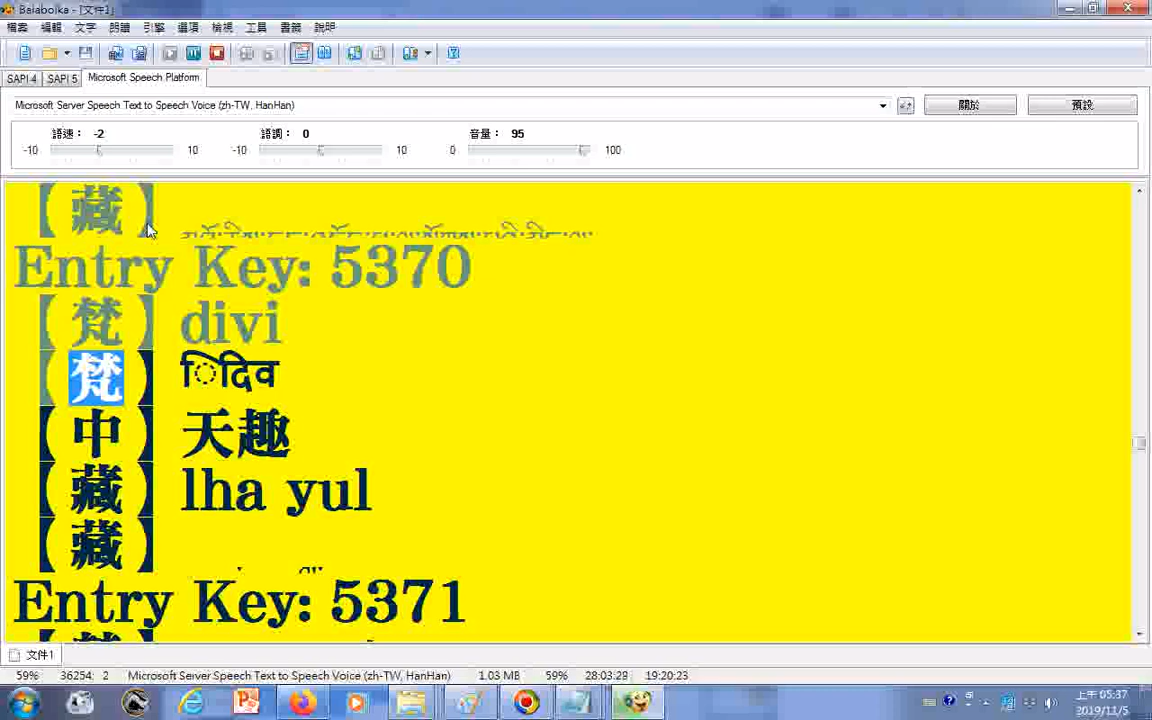 Balabolka - [文件1]
檔案 編輯 文字 朗讀 引擎 選項 檢視 工具 書籤 說明
SAPI 4 SAPI 5 Microsoft Speech Platform
Microsoft Server Speech Text to Speech Voice (zh-TW, HanHan)
關於 預設
語速： -2 語調： 0 音量： 95
-10 10 -10 10 0 100
【藏】
Entry Key: 5370
【梵】 divi
【梵】 िदिव
【中】 天趣
【藏】 lha yul
【藏】
Entry Key: 5371
文件1
59% 36254: 2 Microsoft Server Speech Text to Speech Voice (zh-TW, HanHan) 1.03 MB 59% 28:03:29 19:20:23
上午 05:37
2019/11/5